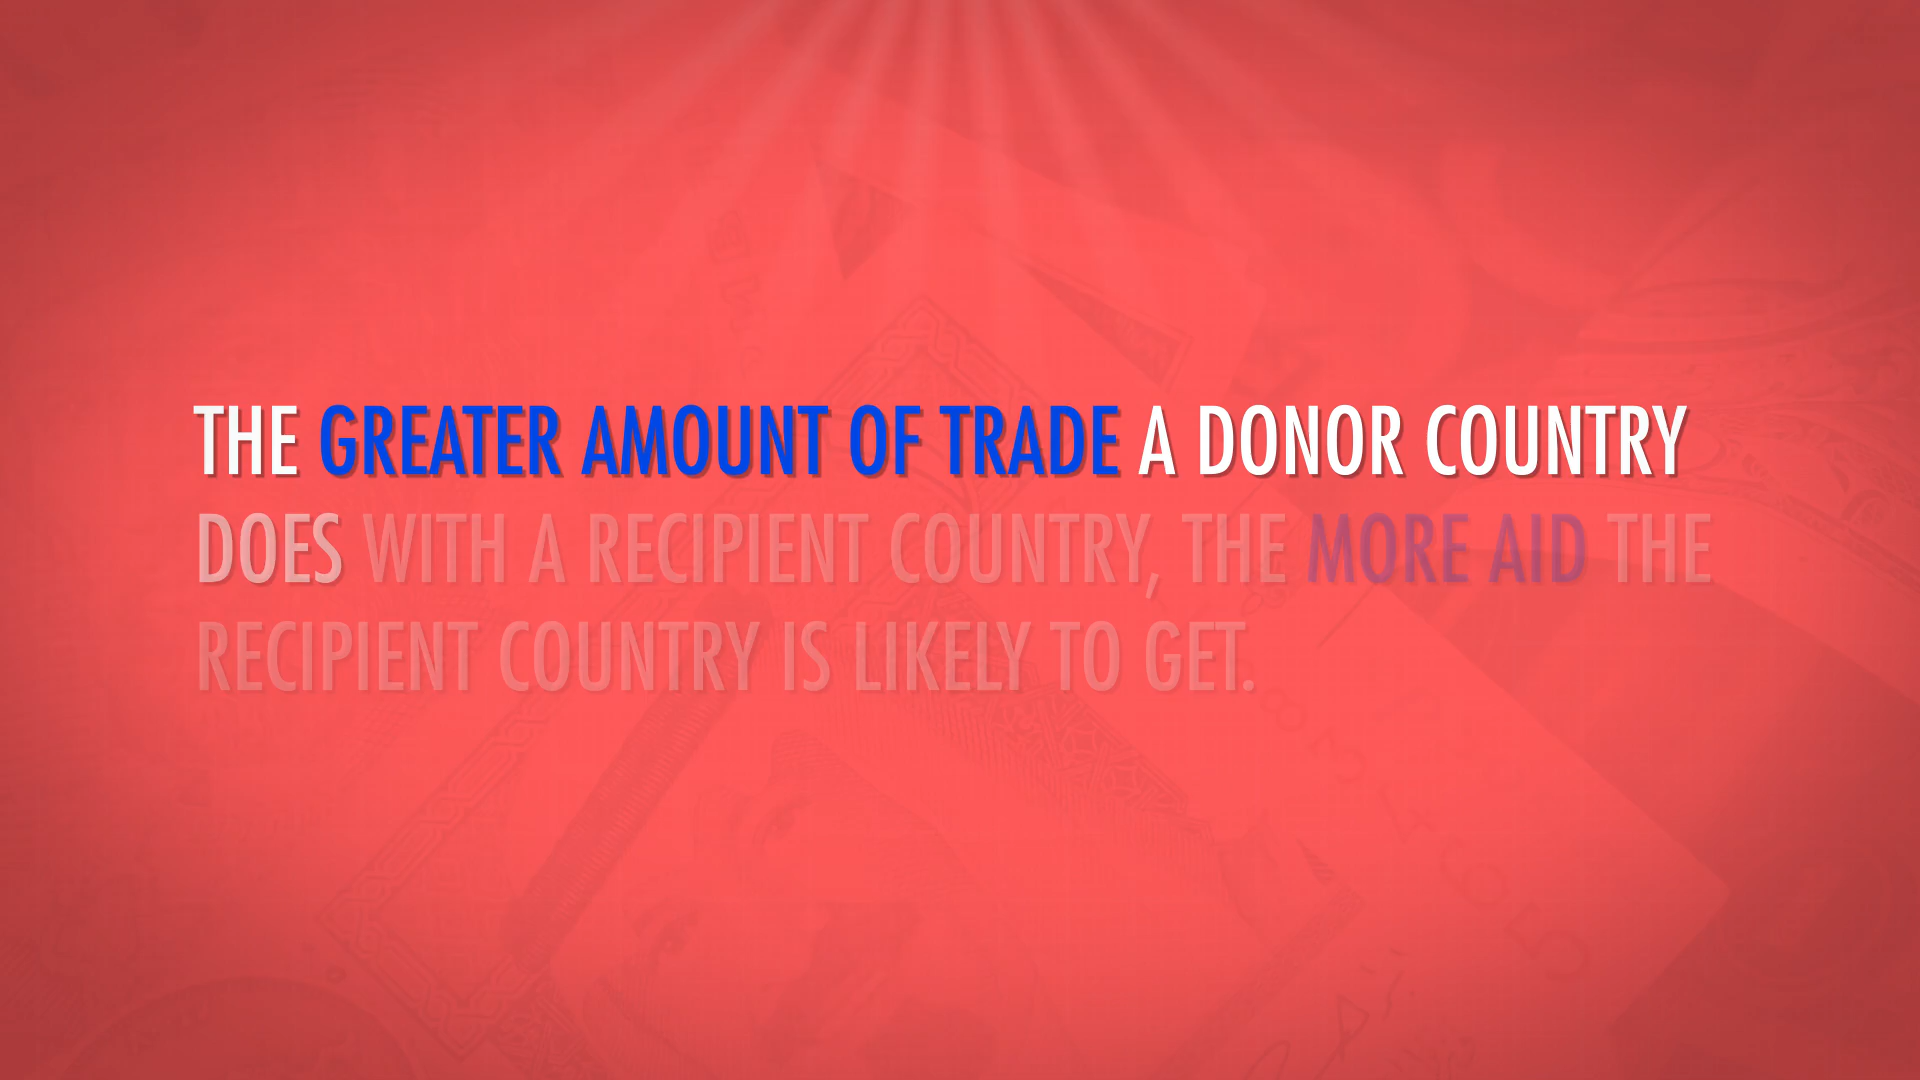 THE GREATER AMOUNT OF TRADE A DONOR COUNTRY
DOES WITH A RECIPIENT COUNTRY, THE MORE AID THE
RECIPIENT COUNTRY IS LIKELY TO GET.